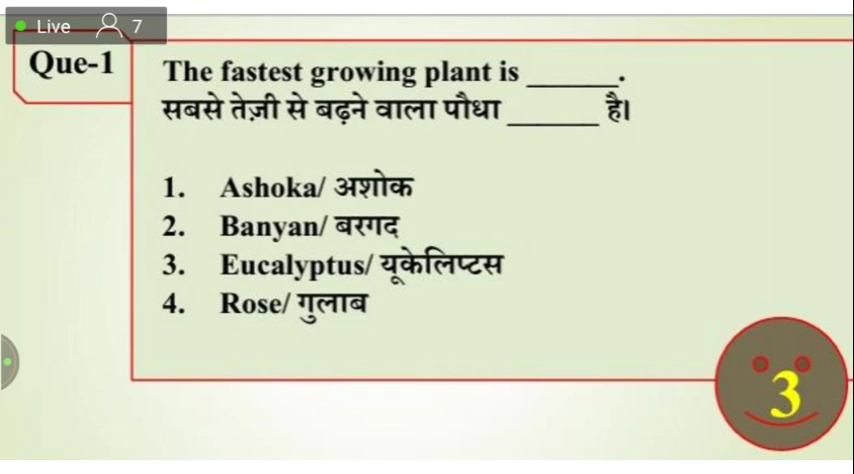 Live 7
Que-1
The fastest growing plant is ______.
सबसे तेज़ी से बढ़ने वाला पौधा ______ है।
1. Ashoka/ अशोक
2. Banyan/ बरगद
3. Eucalyptus/ यूकेलिप्टस
4. Rose/ गुलाब
3